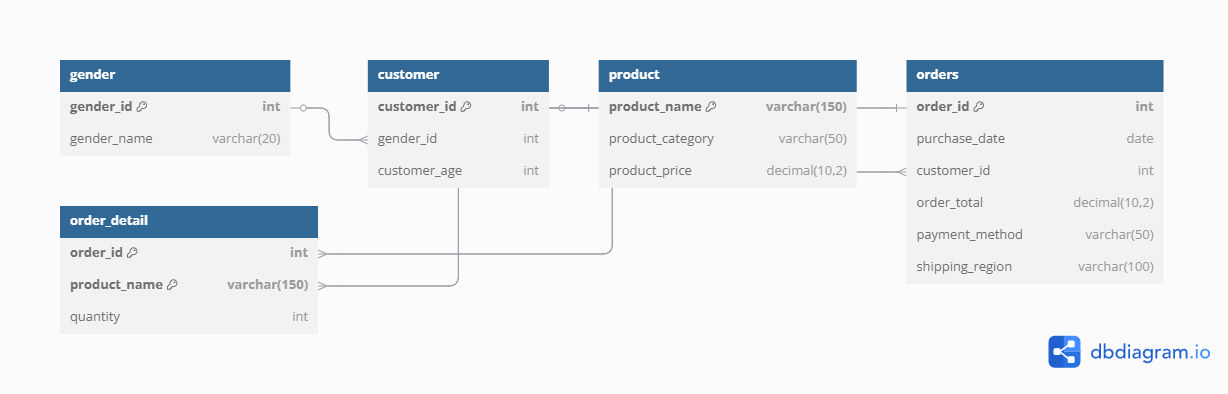 gender
gender_id int
gender_name varchar(20)
customer
customer_id int
gender_id int
customer_age int
product
product_name varchar(150)
product_category varchar(50)
product_price decimal(10,2)
orders
order_id int
purchase_date date
customer_id int
order_total decimal(10,2)
payment_method varchar(50)
shipping_region varchar(100)
order_detail
order_id int
product_name varchar(150)
quantity int
dbdiagram.io